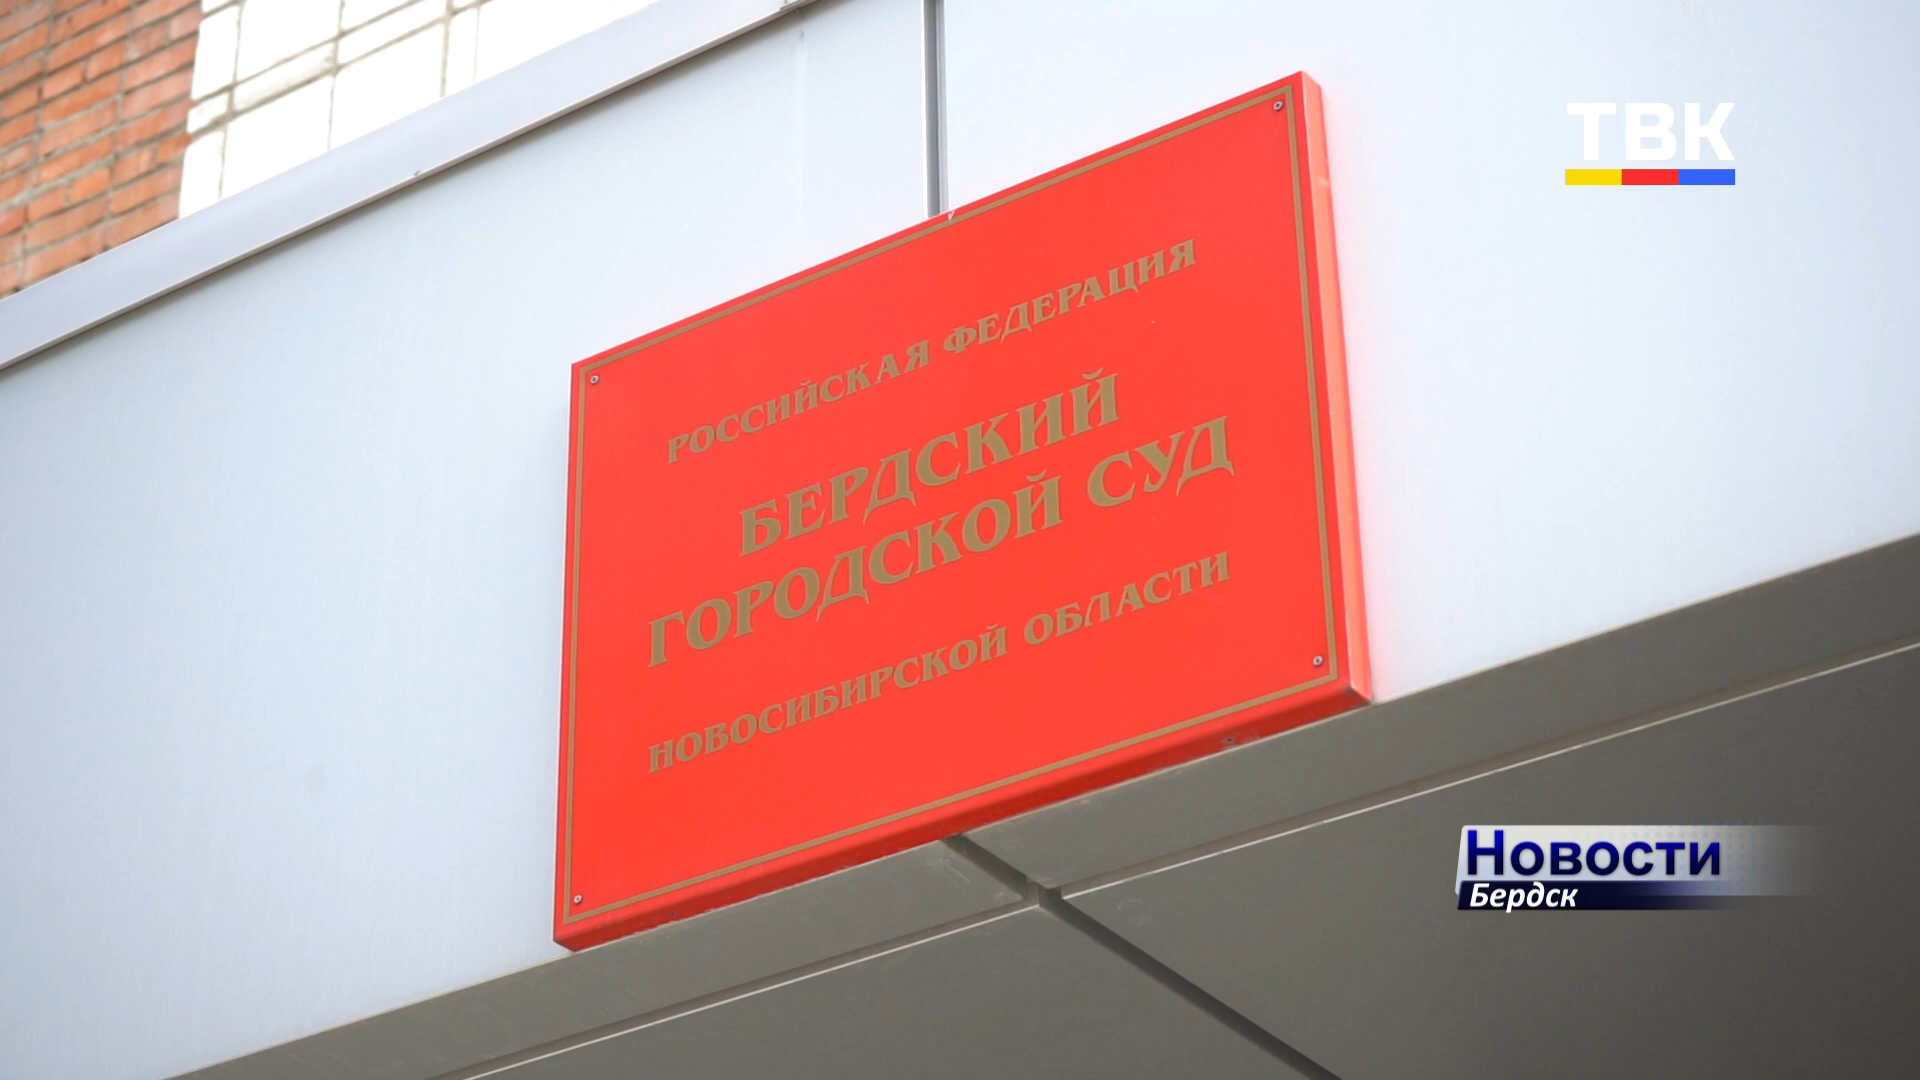 ТВК
РОССИЙСКАЯ ФЕДЕРАЦИЯ
БЕРДСКИЙ
ГОРОДСКОЙ СУД
НОВОСИБИРСКОЙ ОБЛАСТИ
Новости
Бердск